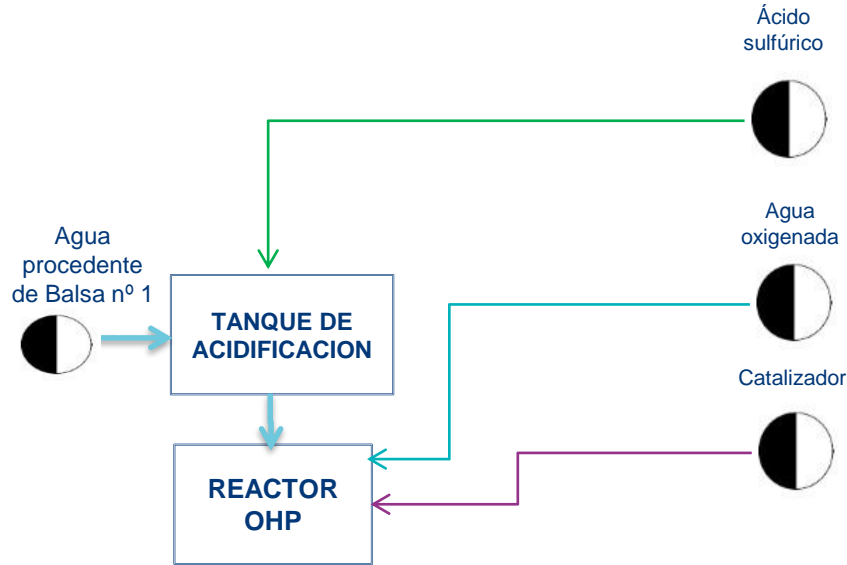 Ácido
sulfúrico
Agua
oxigenada
Agua
procedente
de Balsa nº 1
TANQUE DE
ACIDIFICACION
Catalizador
REACTOR
OHP